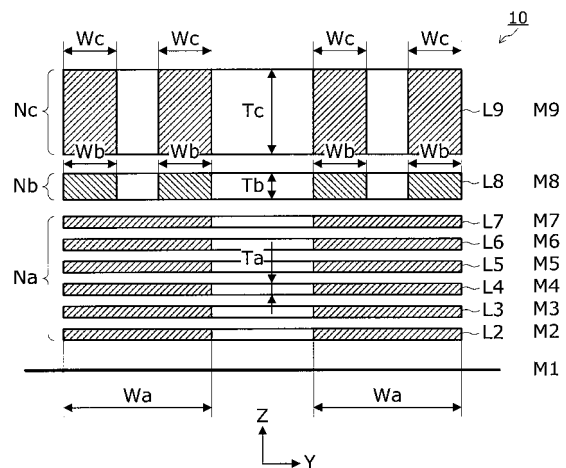 10
Wc Wc Wc Wc
Nc Tc L9 M9
Wb Wb Wb Wb
Nb Tb L8 M8
L7 M7
L6 M6
Na Ta L5 M5
L4 M4
L3 M3
L2 M2
M1
Wa Wa
Z
Y